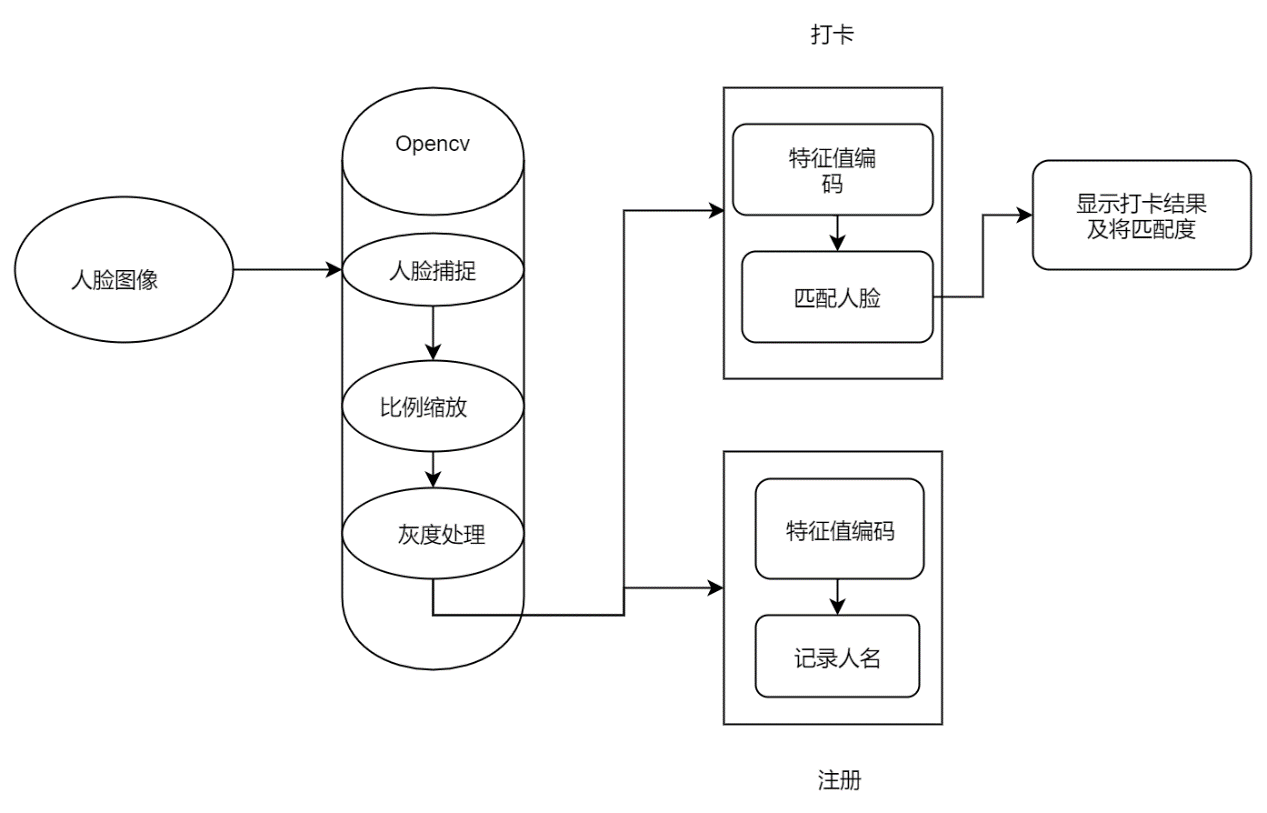 打卡
Opencv
特征值编
码
显示打卡结果
及将匹配度
人脸图像
人脸捕捉
匹配人脸
比例缩放
灰度处理
特征值编码
记录人名
注册